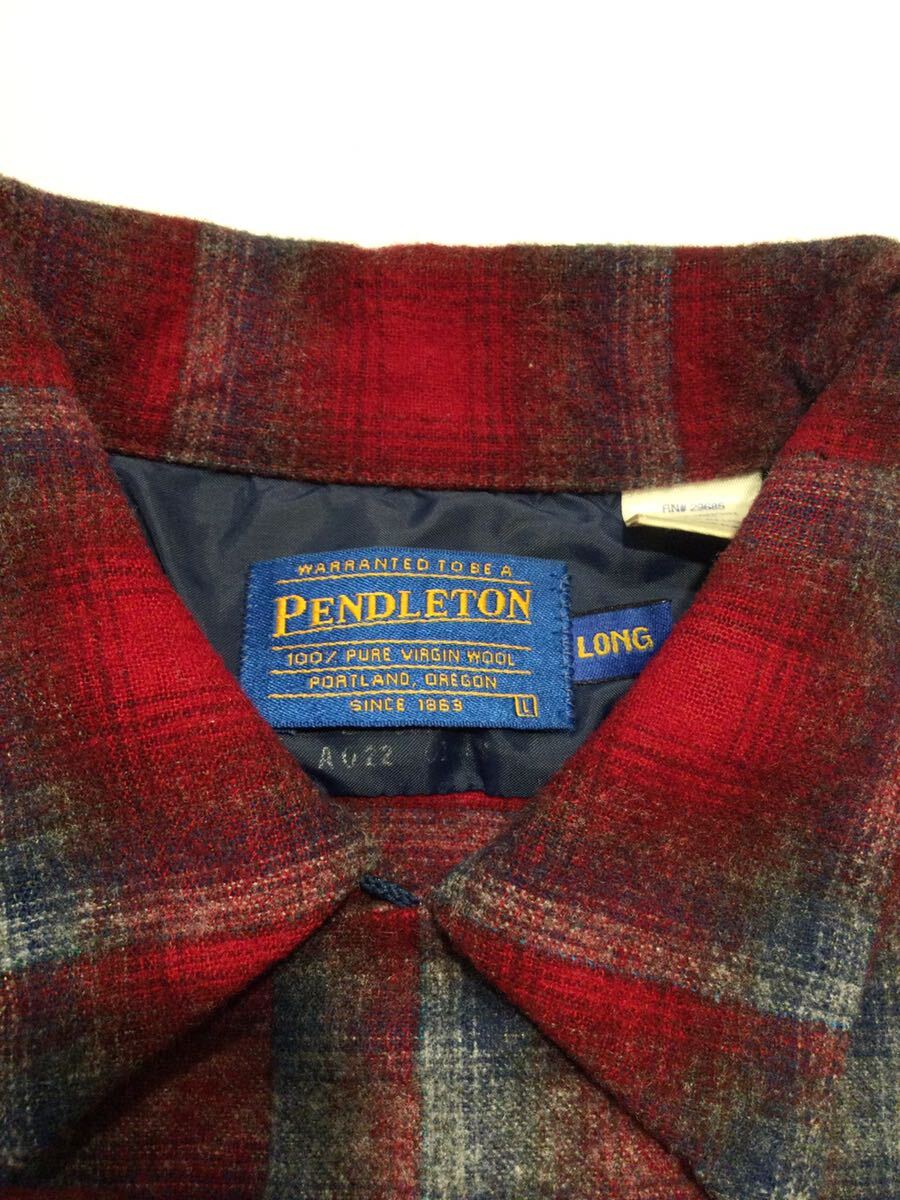 RN# 29685
WARRANTED TO BE A
PENDLETON
100% PURE VIRGIN WOOL
PORTLAND, OREGON
SINCE 1863
L
LONG
A022